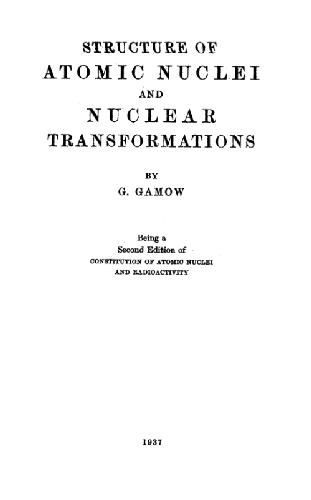 STRUCTURE OF
ATOMIC NUCLEI
AND
NUCLEAR
TRANSFORMATIONS
BY
G. GAMOW
Being a
Second Edition of
CONSTITUTION OF ATOMIC NUCLEI
AND RADIOACTIVITY
1937